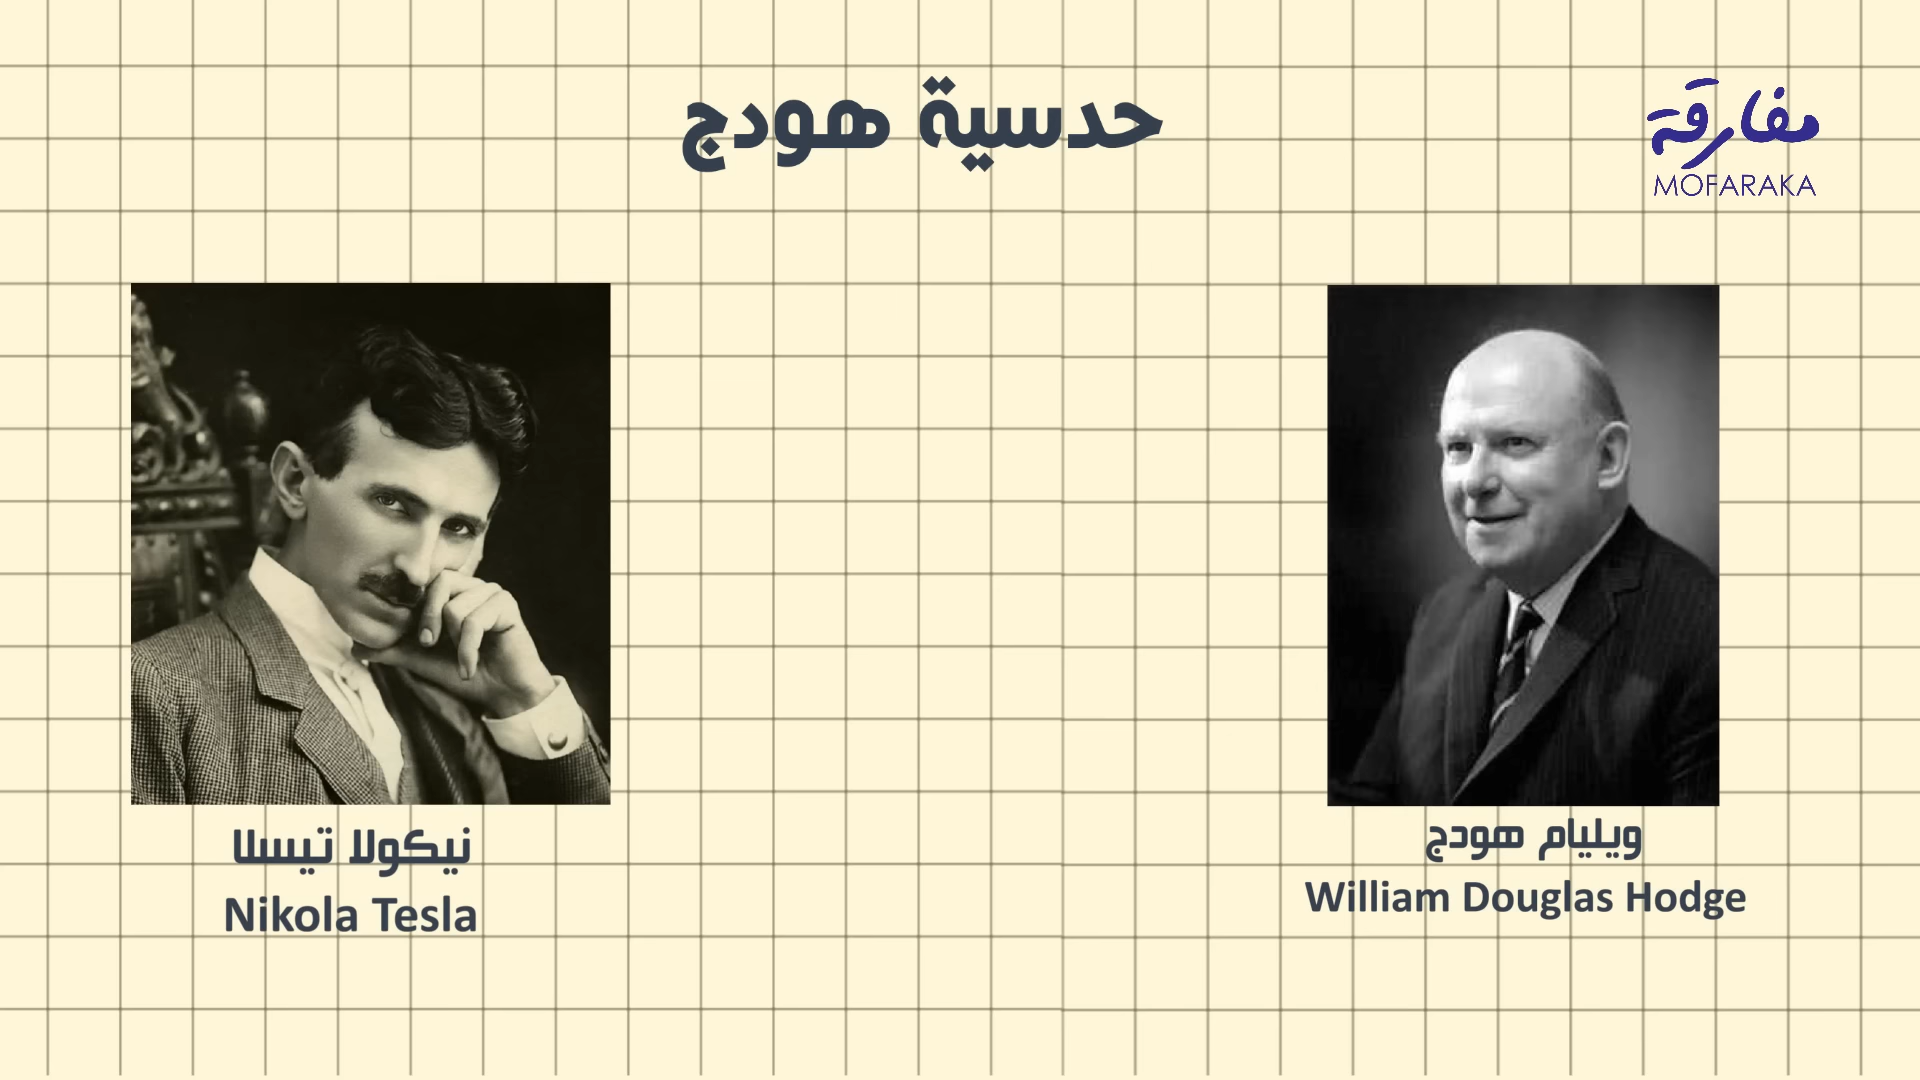 حدسية هودج
مفارقة
MOFARAKA
ويليام هودج
William Douglas Hodge
نيكولا تيسلا
Nikola Tesla